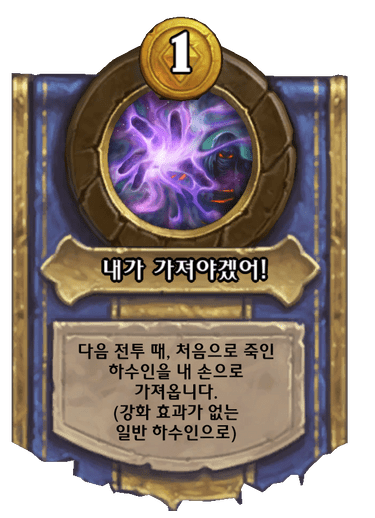 1
내가 가져야겠어!
다음 전투 때, 처음으로 죽인
하수인을 내 손으로
가져옵니다.
(강화 효과가 없는
일반 하수인으로)